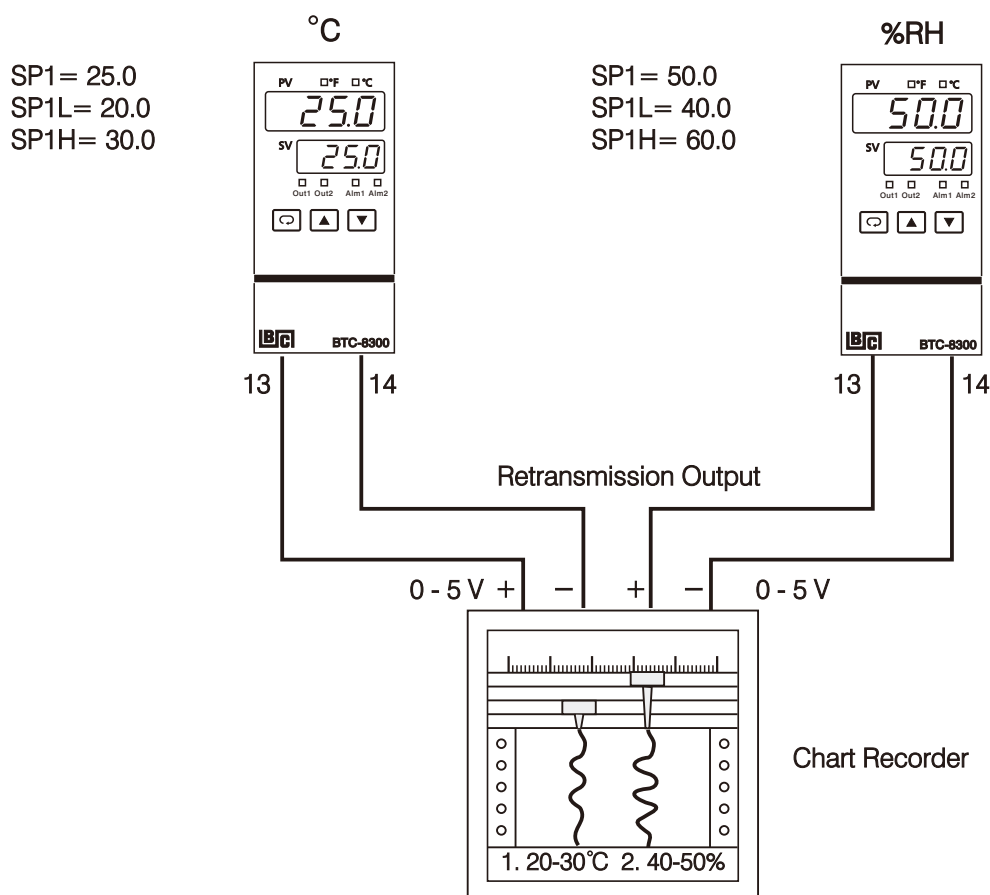 °C
SP1= 25.0
SP1L= 20.0
SP1H= 30.0
PV °F °C
25.0
SV 25.0
Out1 Out2 Alm1 Alm2
BC BTC-8300
13 14
%RH
SP1= 50.0
SP1L= 40.0
SP1H= 60.0
PV °F °C
50.0
SV 50.0
Out1 Out2 Alm1 Alm2
BC BTC-8300
13 14
Retransmission Output
0 - 5 V + − + − 0 - 5 V
Chart Recorder
1. 20-30°C 2. 40-50%